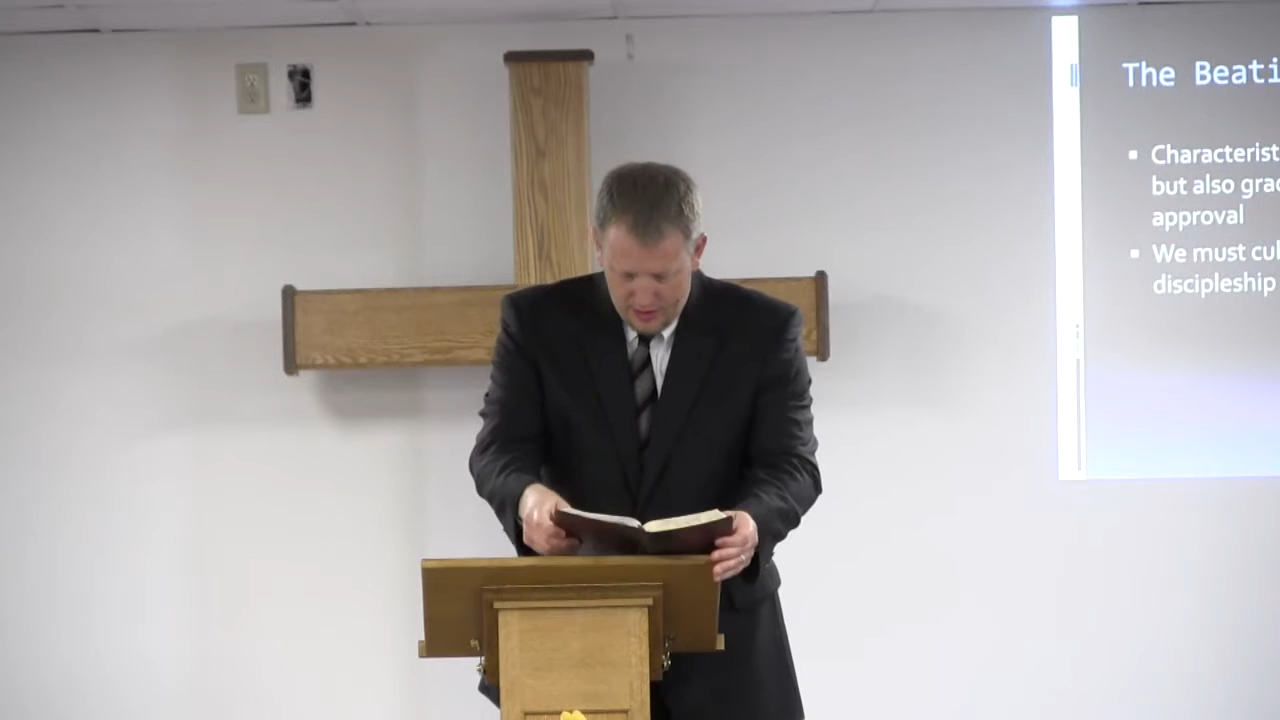 The Beati
▪ Characterist
but also grac
approval
▪ We must cul
discipleship